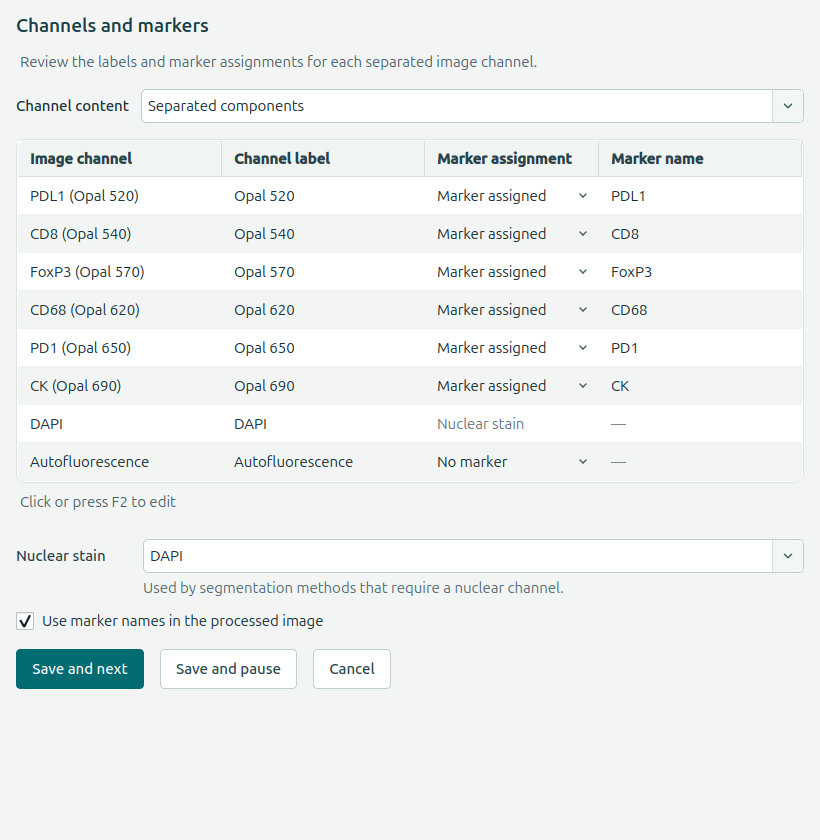 Channels and markers
Review the labels and marker assignments for each separated image channel.
Channel content Separated components
Image channel Channel label Marker assignment Marker name
PDL1 (Opal 520) Opal 520 Marker assigned PDL1
CD8 (Opal 540) Opal 540 Marker assigned CD8
FoxP3 (Opal 570) Opal 570 Marker assigned FoxP3
CD68 (Opal 620) Opal 620 Marker assigned CD68
PD1 (Opal 650) Opal 650 Marker assigned PD1
CK (Opal 690) Opal 690 Marker assigned CK
DAPI DAPI Nuclear stain —
Autofluorescence Autofluorescence No marker —
Click or press F2 to edit
Nuclear stain DAPI
Used by segmentation methods that require a nuclear channel.
Use marker names in the processed image
Save and next Save and pause Cancel